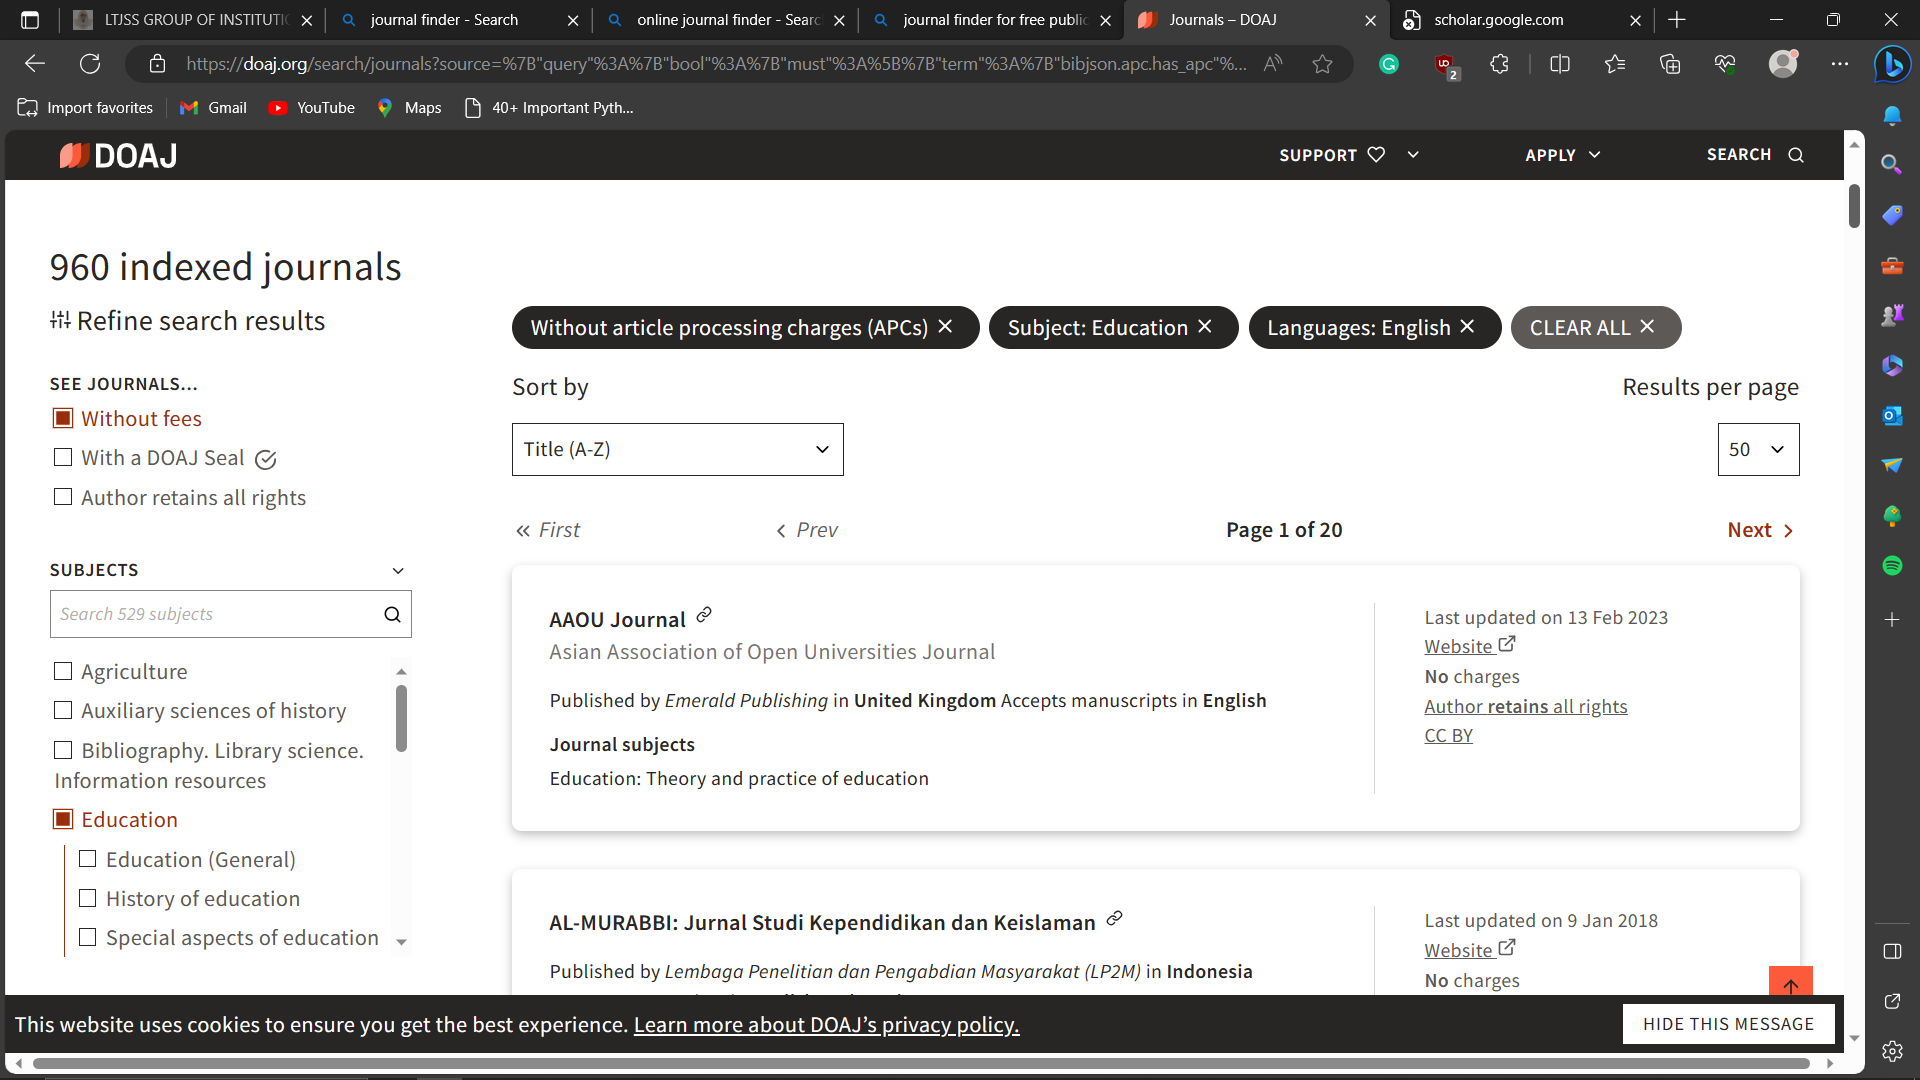 LTJSS GROUP OF INSTITUTIO
journal finder - Search
online journal finder - Searc
journal finder for free public
Journals – DOAJ
scholar.google.com
https://doaj.org/search/journals?source=%7B"query"%3A%7B"bool"%3A%7B"must"%3A%5B%7B"term"%3A%7B"bibjson.apc.has_apc"%...
2
Import favorites
Gmail
YouTube
Maps
40+ Important Pyth...
DOAJ
SUPPORT
APPLY
SEARCH
960 indexed journals
Refine search results
Without article processing charges (APCs)
Subject: Education
Languages: English
CLEAR ALL
SEE JOURNALS...
Without fees
With a DOAJ Seal
Author retains all rights
Sort by
Results per page
Title (A-Z)
50
« First
Prev
Page 1 of 20
Next
SUBJECTS
Search 529 subjects
Agriculture
Auxiliary sciences of history
Bibliography. Library science.
Information resources
Education
Education (General)
History of education
Special aspects of education
AAOU Journal
Asian Association of Open Universities Journal
Published by Emerald Publishing in United Kingdom Accepts manuscripts in English
Journal subjects
Education: Theory and practice of education
Last updated on 13 Feb 2023
Website
No charges
Author retains all rights
CC BY
AL-MURABBI: Jurnal Studi Kependidikan dan Keislaman
Published by Lembaga Penelitian dan Pengabdian Masyarakat (LP2M) in Indonesia
Last updated on 9 Jan 2018
Website
No charges
This website uses cookies to ensure you get the best experience. Learn more about DOAJ's privacy policy.
HIDE THIS MESSAGE